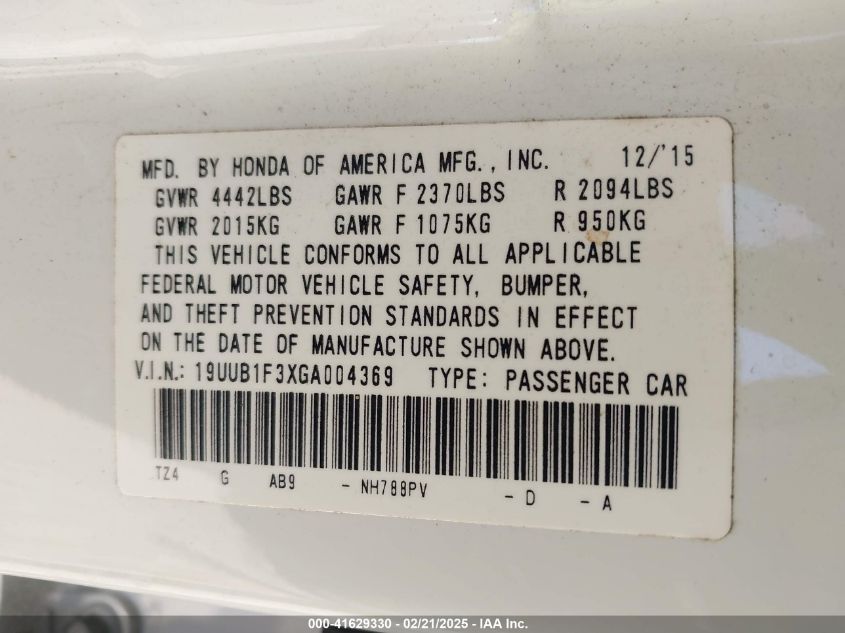 MFD. BY HONDA OF AMERICA MFG., INC. 12/'15
GVWR 4442LBS GAWR F 2370LBS R 2094LBS
GVWR 2015KG GAWR F 1075KG R 950KG
THIS VEHICLE CONFORMS TO ALL APPLICABLE
FEDERAL MOTOR VEHICLE SAFETY, BUMPER,
AND THEFT PREVENTION STANDARDS IN EFFECT
ON THE DATE OF MANUFACTURE SHOWN ABOVE.
V.I.N.: 19UUB1F3XGA004369 TYPE: PASSENGER CAR
TZ4 G AB9 - NH788PV - D - A
000-41629330 - 02/21/2025 - IAA Inc.